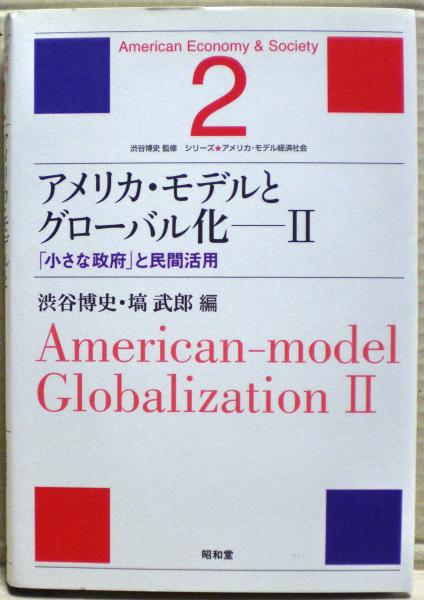 American Economy & Society
2
渋谷博史 監修 シリーズ★アメリカ・モデル経済社会
アメリカ・モデルと
グローバル化──II
「小さな政府」と民間活用
渋谷博史・塙 武郎 編
American-model
Globalization II
昭和堂